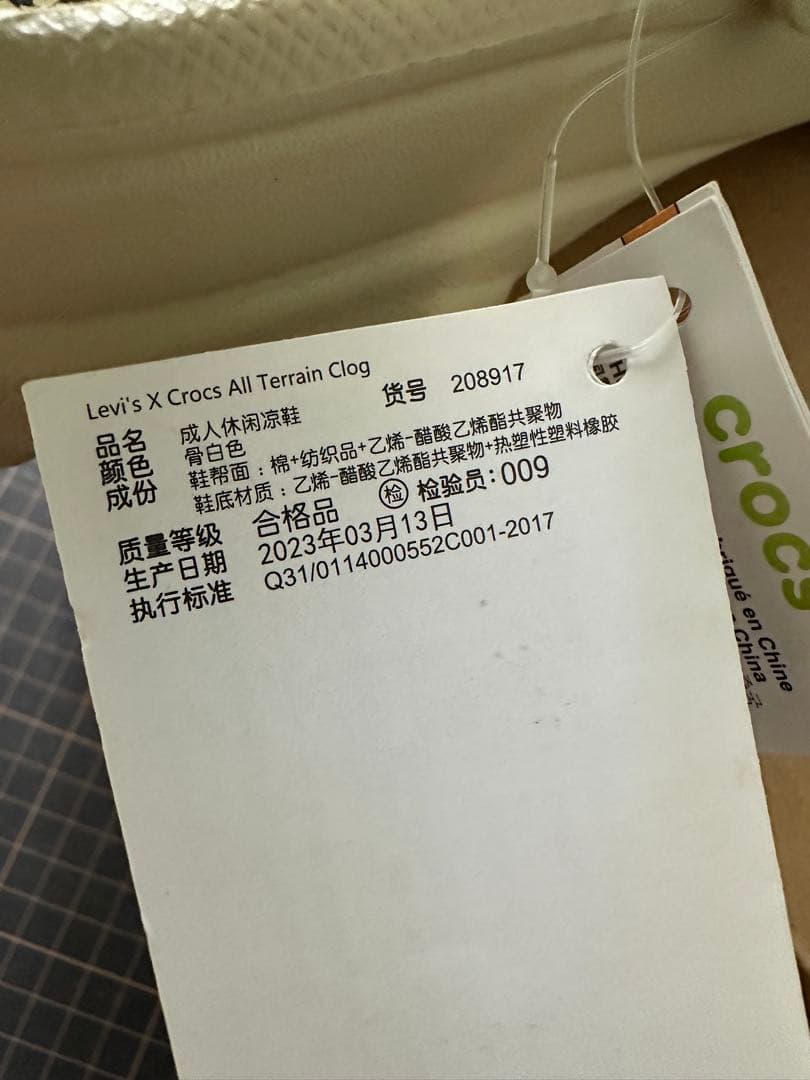 Levi's X Crocs All Terrain Clog
货号 208917
品名 成人休闲凉鞋
颜色 骨白色
成份 鞋帮面：棉+纺织品+乙烯-醋酸乙烯酯共聚物
鞋底材质：乙烯-醋酸乙烯酯共聚物+热塑性塑料橡胶
质量等级 合格品 检 检验员:009
生产日期 2023年03月13日
执行标准 Q31/0114000552C001-2017
crocs
en Chine
China